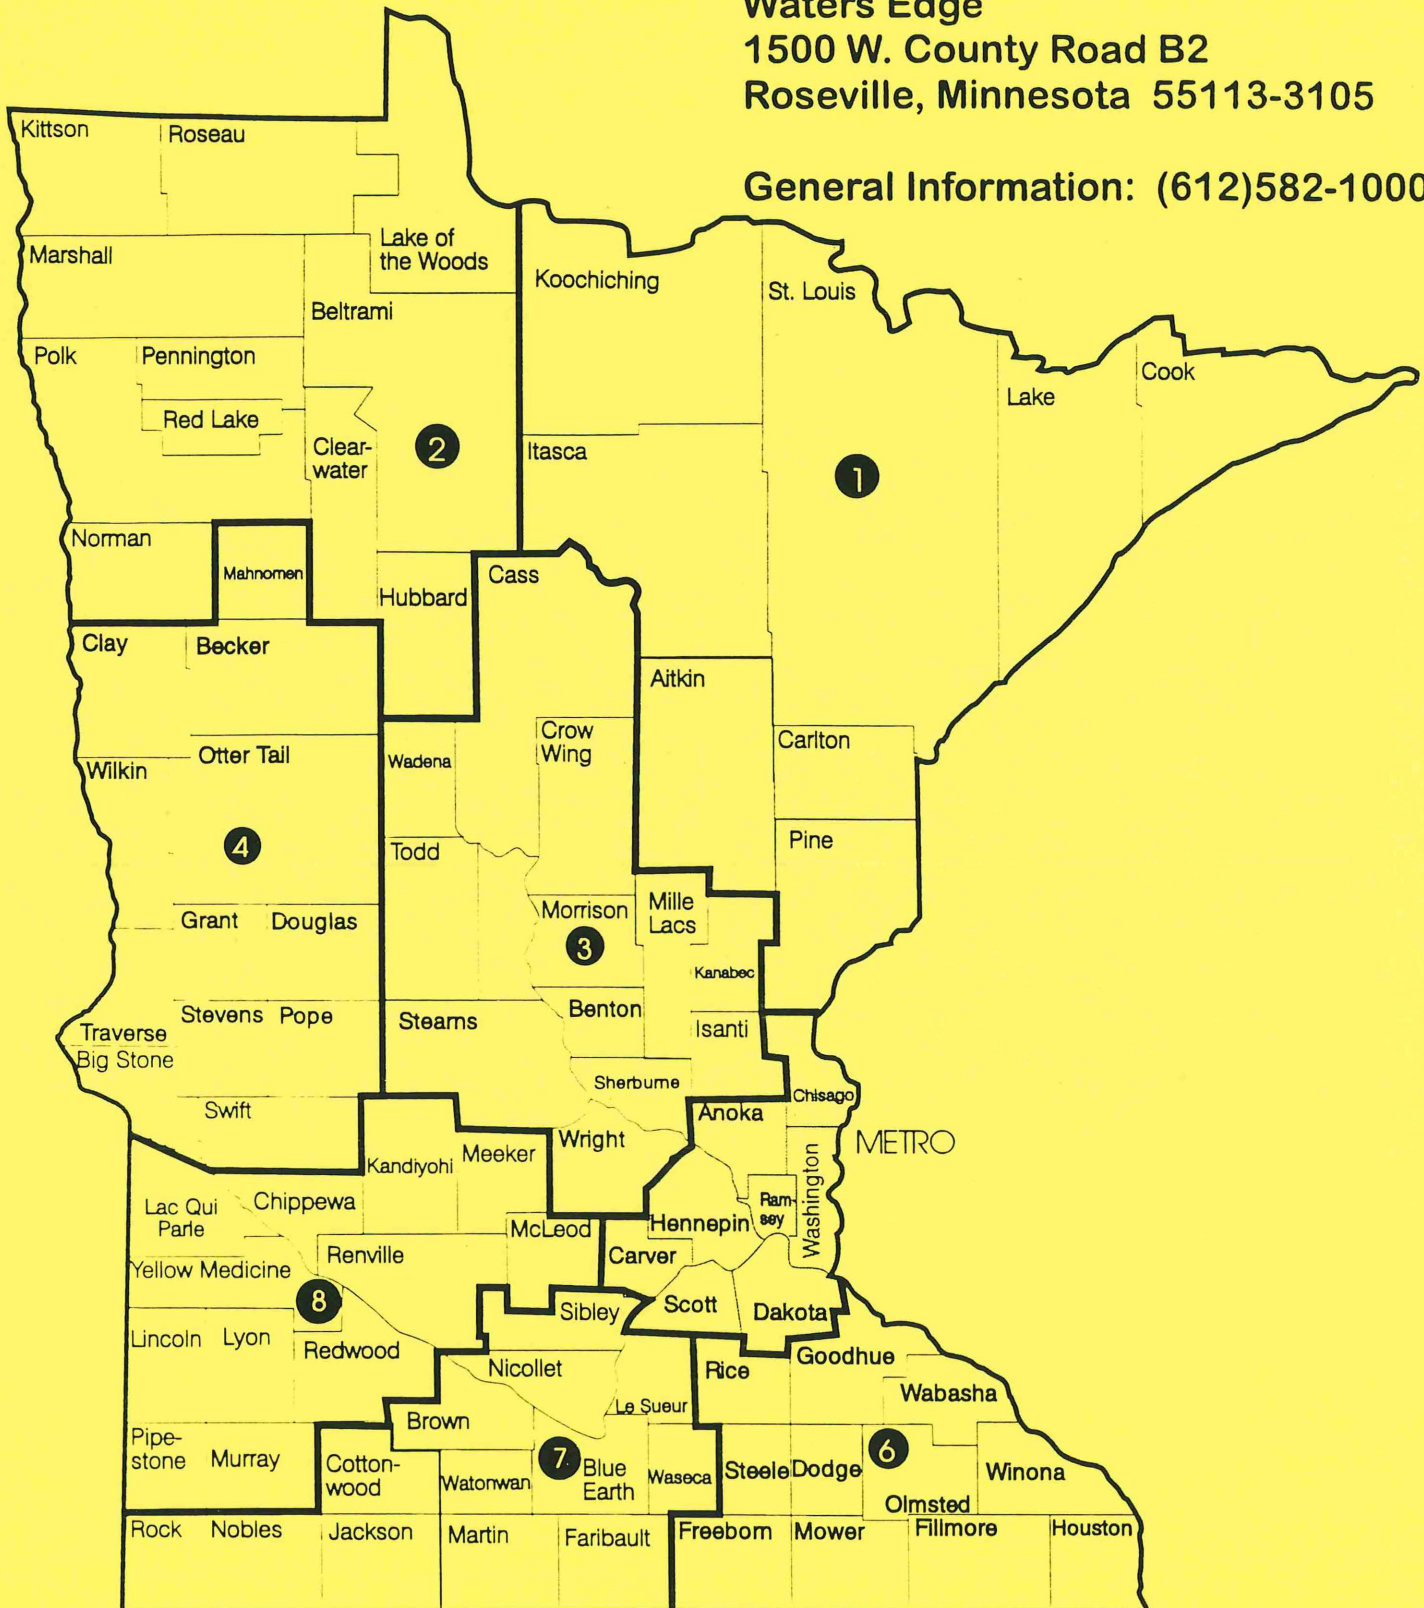 Waters Edge
1500 W. County Road B2
Roseville, Minnesota 55113-3105
General Information: (612)582-1000
Kittson
Roseau
Lake of
the Woods
Marshall
Koochiching
St. Louis
Beltrami
Polk
Pennington
Cook
Lake
Red Lake
Clear-
water
2
Itasca
1
Norman
Mahnomen
Cass
Hubbard
Clay
Becker
Aitkin
Crow
Wing
Carlton
Otter Tail
Wadena
Wilkin
4
Todd
Pine
Grant
Douglas
Morrison
Mille
Lacs
3
Kanabec
Stevens
Pope
Stearns
Benton
Isanti
Traverse
Big Stone
Sherburne
Chisago
Swift
Anoka
Wright
METRO
Kandiyohi
Meeker
Lac Qui
Parle
Chippewa
Ram-
sey
Washington
McLeod
Hennepin
Renville
Carver
Yellow Medicine
8
Sibley
Scott
Dakota
Lincoln
Lyon
Redwood
Nicollet
Rice
Goodhue
Wabasha
Le Sueur
Brown
Pipe-
stone
Murray
Cotton-
wood
Watonwan
7
Blue
Earth
Waseca
Steele
Dodge
6
Winona
Olmsted
Rock
Nobles
Jackson
Martin
Faribault
Freeborn
Mower
Fillmore
Houston